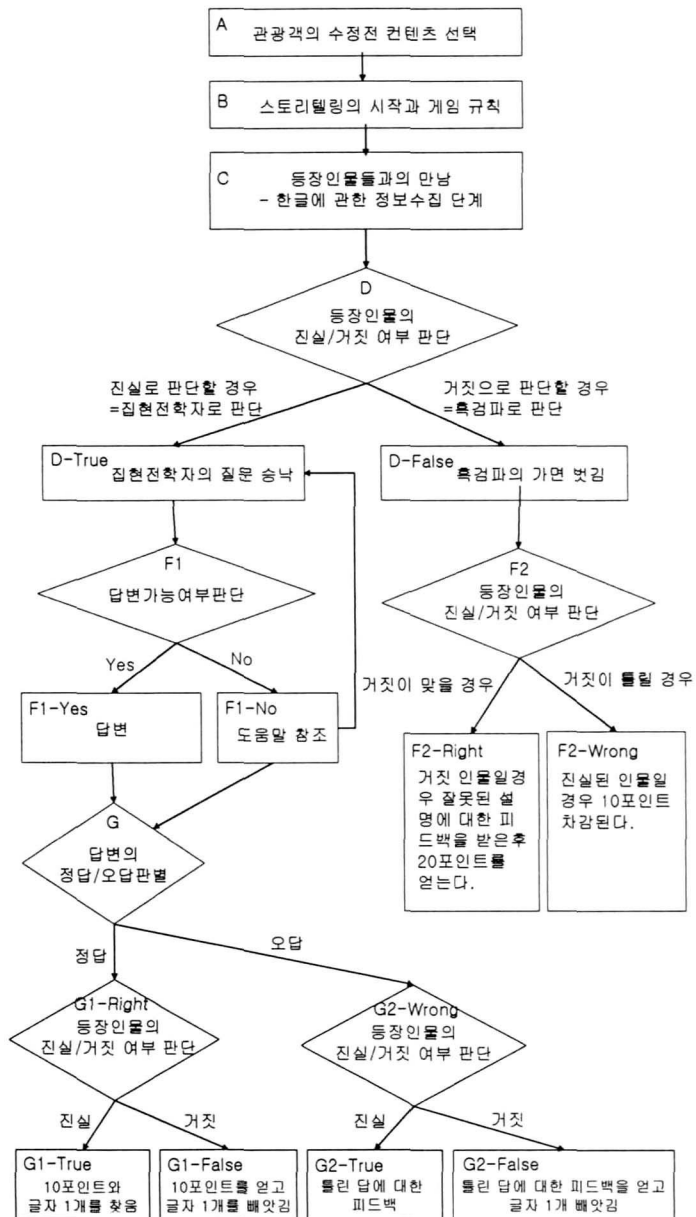 A
관광객의 수정전 컨텐츠 선택
B
스토리텔링의 시작과 게임 규칙
C
등장인물들과의 만남
- 한글에 관한 정보수집 단계
D
등장인물의
진실/거짓 여부 판단
진실로 판단할 경우
=집현전학자로 판단
거짓으로 판단할 경우
=흑검파로 판단
D-True
집현전학자의 질문 승낙
D-False
흑검파의 가면 벗김
F1
답변가능여부판단
F2
등장인물의
진실/거짓 여부 판단
Yes
No
거짓이 맞을 경우
거짓이 틀릴 경우
F1-Yes
답변
F1-No
도움말 참조
F2-Right
거짓 인물일경
우 잘못된 설
명에 대한 피
드백을 받은후
20포인트를
얻는다.
F2-Wrong
진실된 인물일
경우 10포인트
차감된다.
G
답변의
정답/오답판별
정답
오답
G1-Right
등장인물의
진실/거짓 여부 판단
G2-Wrong
등장인물의
진실/거짓 여부 판단
진실
거짓
진실
거짓
G1-True
10포인트와
글자 1개를 찾음
G1-False
10포인트를 얻고
글자 1개를 빼앗김
G2-True
틀린 답에 대한
피드백
G2-False
틀린 답에 대한 피드백을 얻고
글자 1개 빼앗김